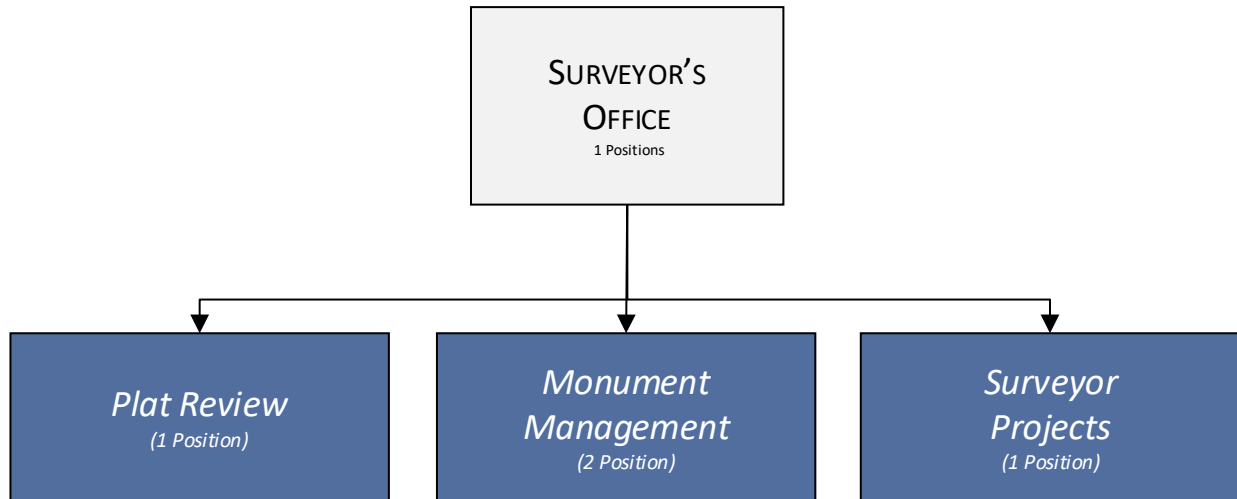 SURVEYOR'S
OFFICE
1 Positions
Plat Review
(1 Position)
Monument
Management
(2 Position)
Surveyor
Projects
(1 Position)